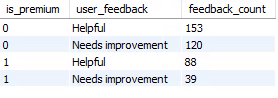 is_premium user_feedback feedback_count
0 Helpful 153
0 Needs improvement 120
1 Helpful 88
1 Needs improvement 39